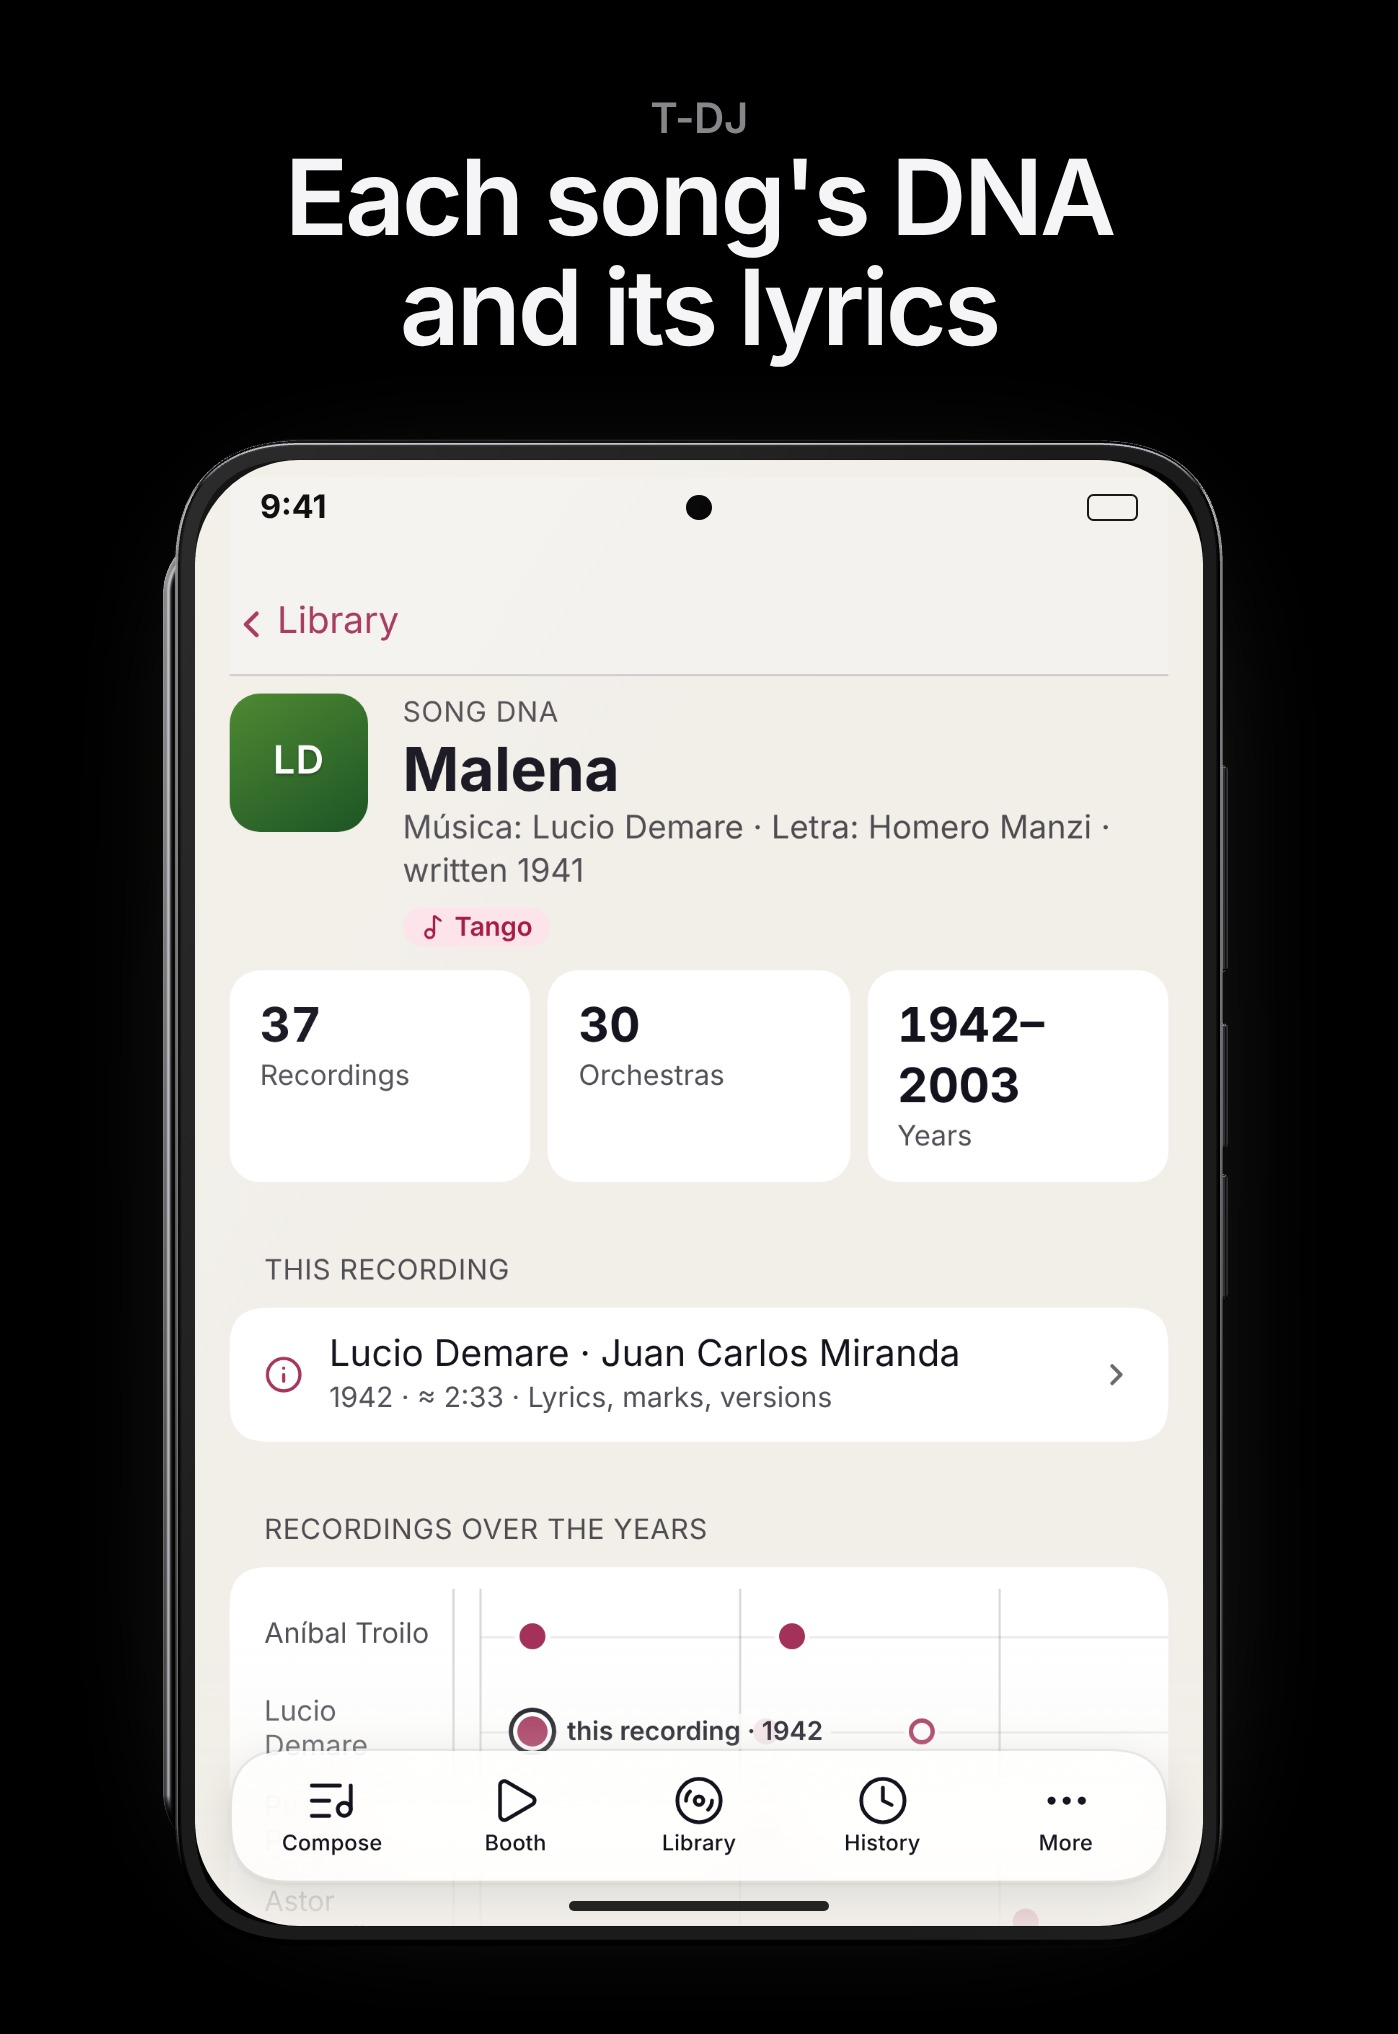 T-DJ
Each song's DNA
and its lyrics
9:41
Library
LD
SONG DNA
Malena
Música: Lucio Demare · Letra: Homero Manzi ·
written 1941
Tango
37
Recordings
30
Orchestras
1942–
2003
Years
THIS RECORDING
Lucio Demare · Juan Carlos Miranda
1942 · ≈ 2:33 · Lyrics, marks, versions
RECORDINGS OVER THE YEARS
Aníbal Troilo
Lucio
Demare
this recording · 1942
Compose
Booth
Library
History
More
Astor